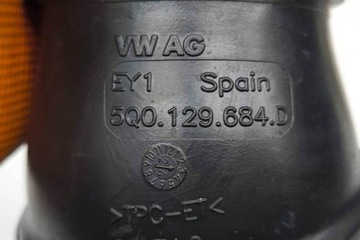 VW AG
EY1 Spain
5Q0.129.684.D
>TPC-ET<